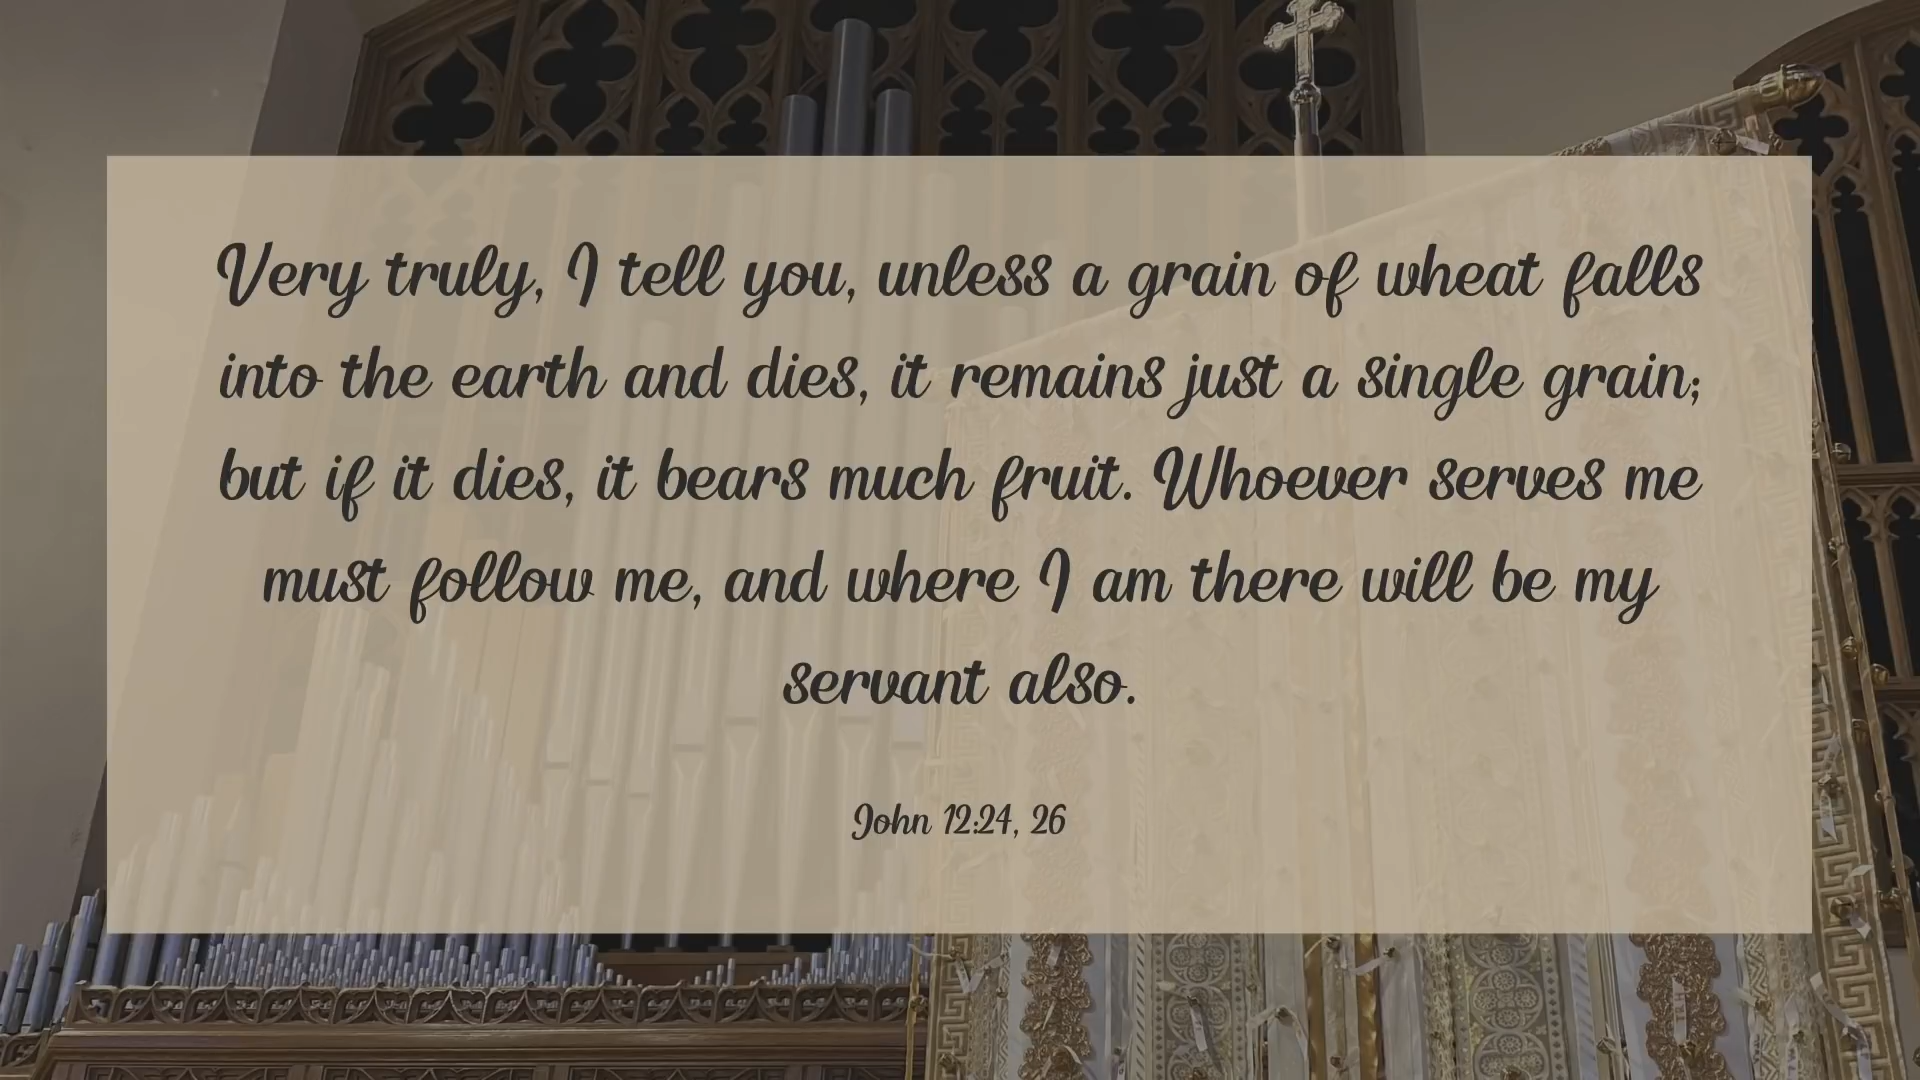 Very truly, I tell you, unless a grain of wheat falls
into the earth and dies, it remains just a single grain;
but if it dies, it bears much fruit. Whoever serves me
must follow me, and where I am there will be my
servant also.
John 12:24, 26